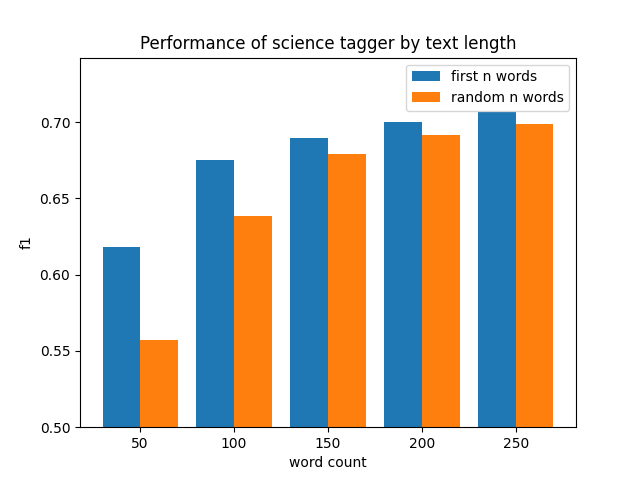 Performance of science tagger by text length
first n words
random n words
0.70
0.65
0.60
0.55
0.50
f1
50 100 150 200 250
word count